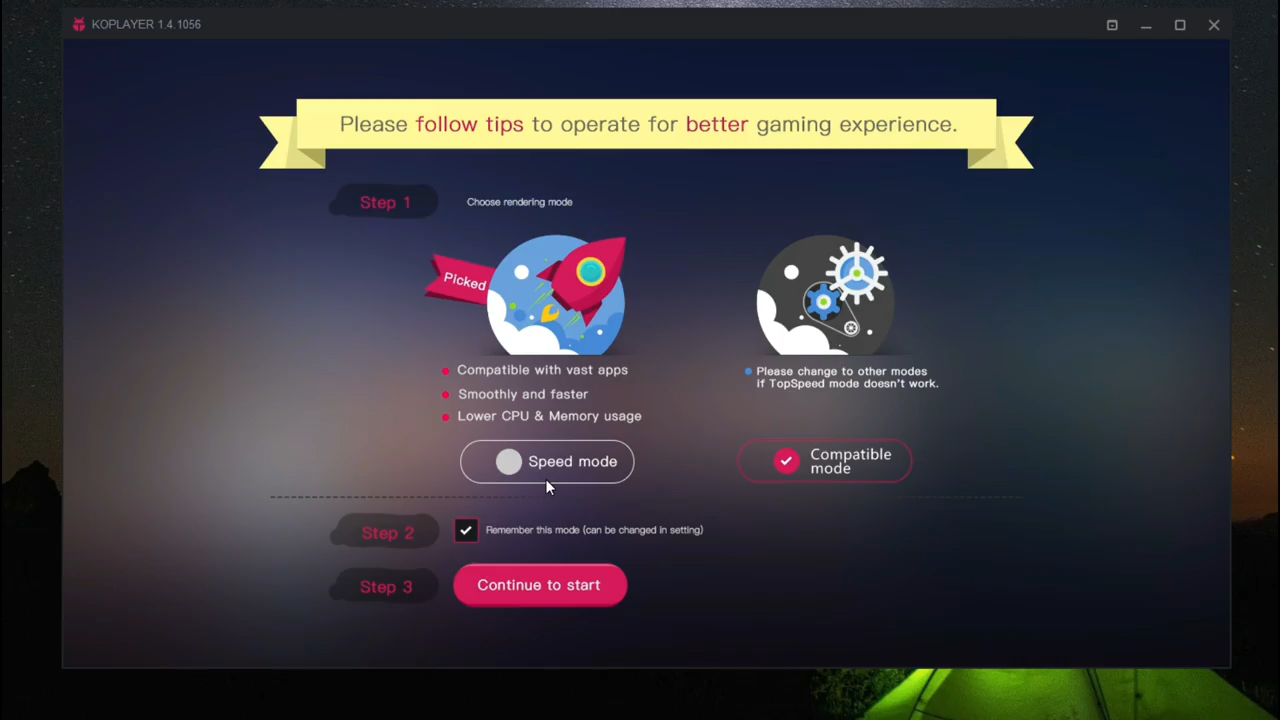 KOPLAYER 1.4.1056
Please follow tips to operate for better gaming experience.
Step 1
Choose rendering mode
Picked
Compatible with vast apps
Smoothly and faster
Lower CPU & Memory usage
Please change to other modes
if TopSpeed mode doesn't work.
Speed mode
Compatible
mode
Step 2
Remember this mode (can be changed in setting)
Step 3
Continue to start